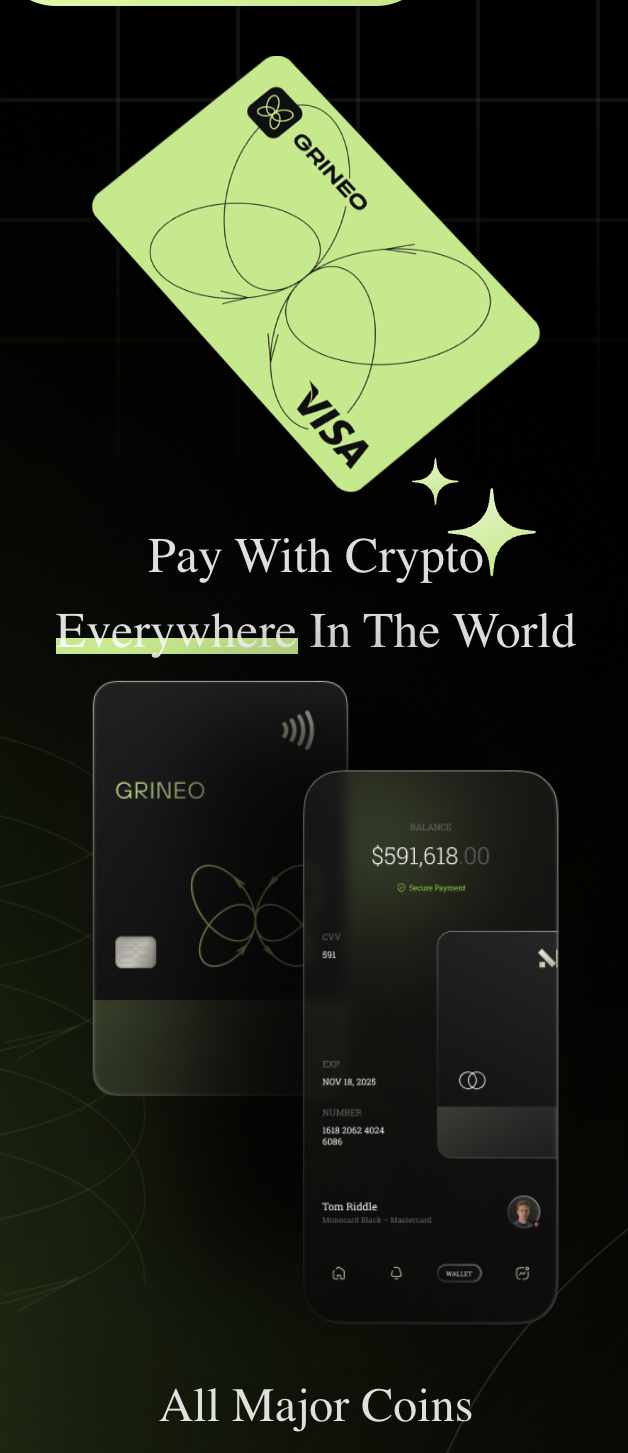 GRINEO
VISA
Pay With Crypto
Everywhere In The World
GRINEO
BALANCE
$591,618.00
Secure Payment
CVV
591
EXP.
NOV 18, 2025
NUMBER
1618 2062 4024
6086
Tom Riddle
Monocard Black – Mastercard
WALLET
All Major Coins